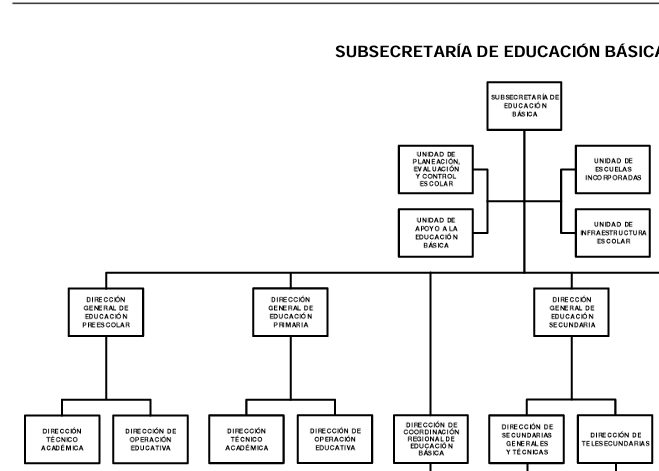 SUBSECRETARÍA DE EDUCACIÓN BÁSICA
SUBSECRETARÍA DE
EDUCACIÓN
BÁSICA
UNIDAD DE
PLANEACIÓN,
EVALUACIÓN
Y CONTROL
ESCOLAR
UNIDAD DE
ESCUELAS
INCORPORADAS
UNIDAD DE
APOYO A LA
EDUCACIÓN
BÁSICA
UNIDAD DE
INFRAESTRUCTURA
ESCOLAR
DIRECCIÓN
GENERAL DE
EDUCACIÓN
PREESCOLAR
DIRECCIÓN
GENERAL DE
EDUCACIÓN
PRIMARIA
DIRECCIÓN
GENERAL DE
EDUCACIÓN
SECUNDARIA
DIRECCIÓN
TÉCNICO
ACADÉMICA
DIRECCIÓN DE
OPERACIÓN
EDUCATIVA
DIRECCIÓN
TÉCNICO
ACADÉMICA
DIRECCIÓN DE
OPERACIÓN
EDUCATIVA
DIRECCIÓN DE
COORDINACIÓN
REGIONAL DE
EDUCACIÓN
BÁSICA
DIRECCIÓN DE
SECUNDARIAS
GENERALES
Y TÉCNICAS
DIRECCIÓN DE
TELESECUNDARIAS